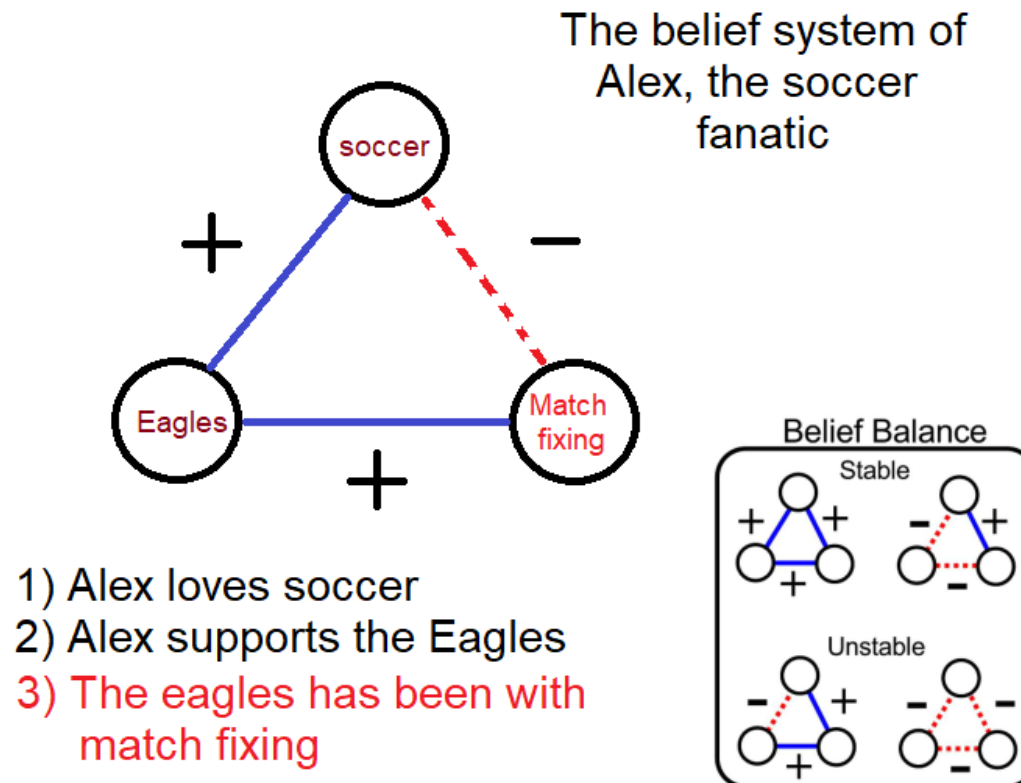 The belief system of
Alex, the soccer
fanatic
soccer
+
−
Eagles
Match
fixing
+
1) Alex loves soccer
2) Alex supports the Eagles
3) The eagles has been with
match fixing
Belief Balance
Stable
+ + +
- + -
Unstable
- + +
- - -